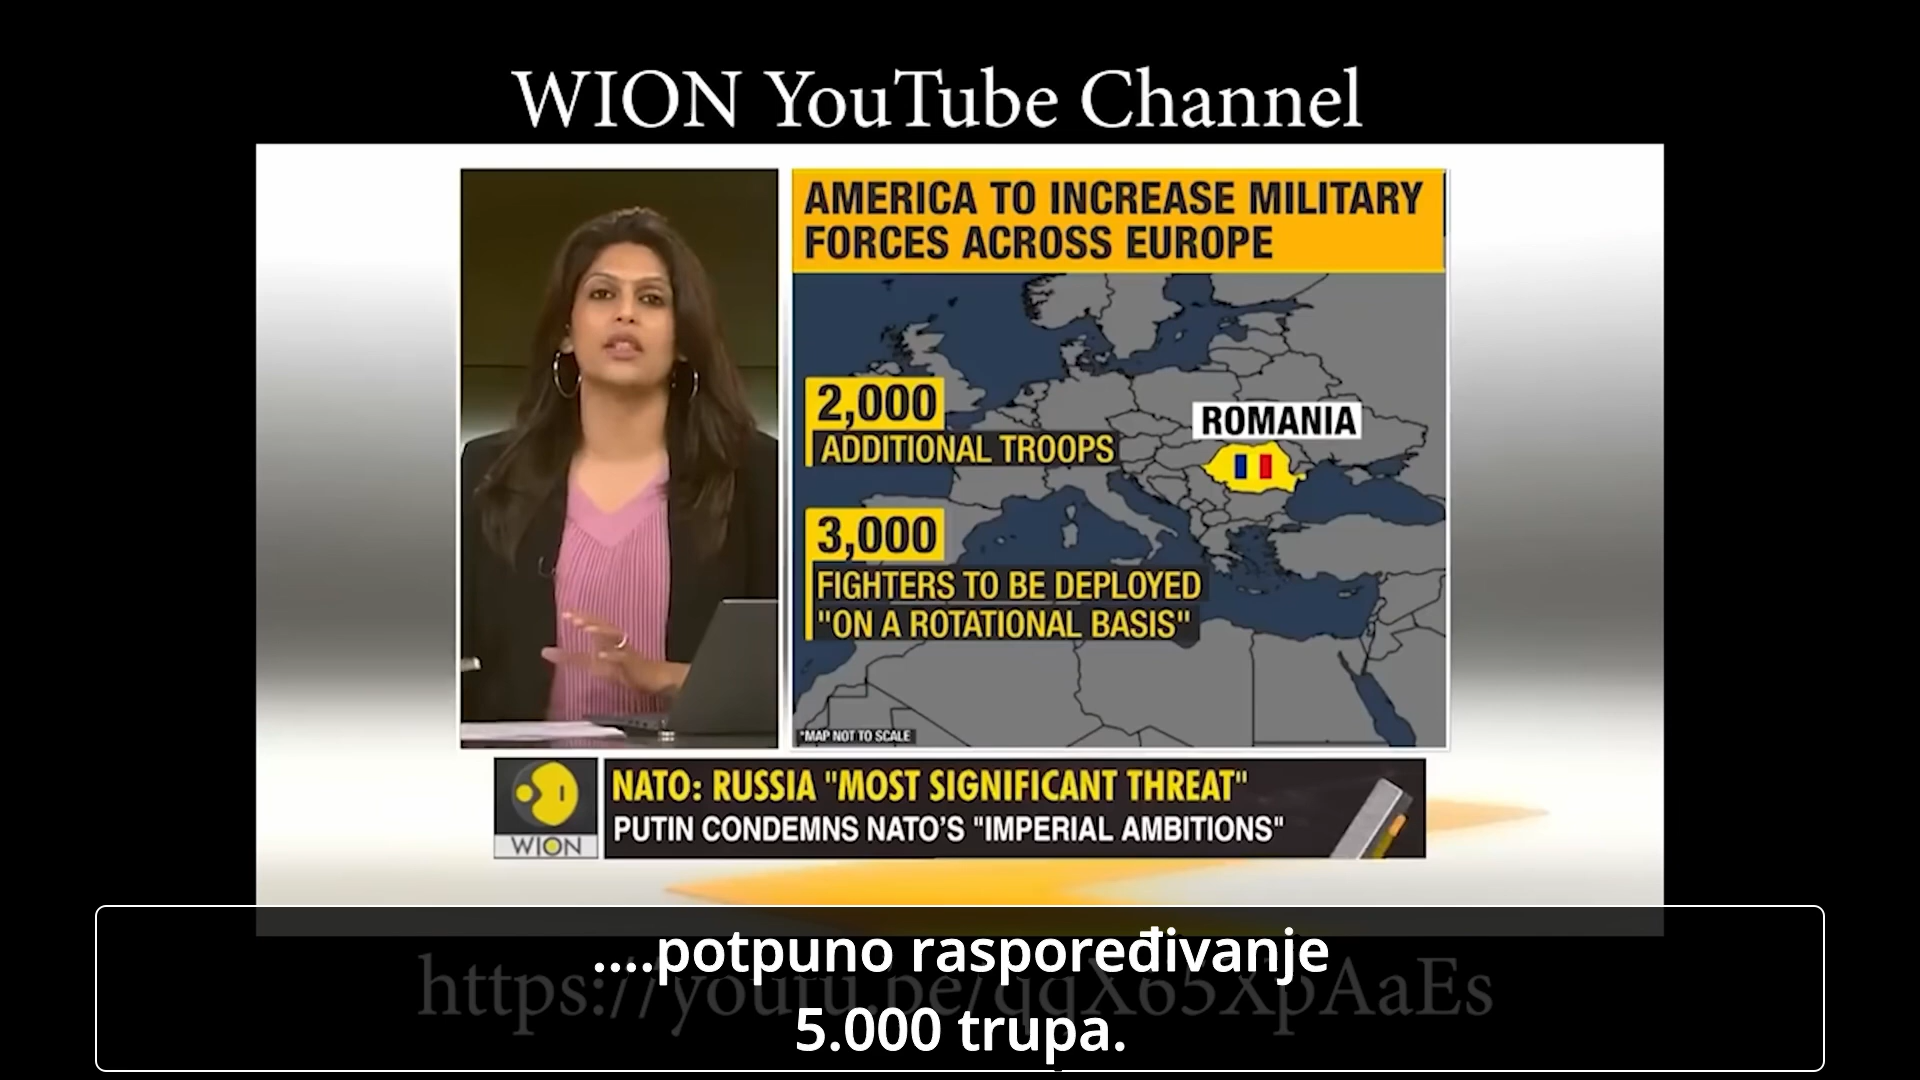 WION YouTube Channel
AMERICA TO INCREASE MILITARY
FORCES ACROSS EUROPE
2,000
ADDITIONAL TROOPS
ROMANIA
3,000
FIGHTERS TO BE DEPLOYED
"ON A ROTATIONAL BASIS"
*MAP NOT TO SCALE
NATO: RUSSIA "MOST SIGNIFICANT THREAT"
PUTIN CONDEMNS NATO'S "IMPERIAL AMBITIONS"
WION
....potpuno raspoređivanje
5.000 trupa.